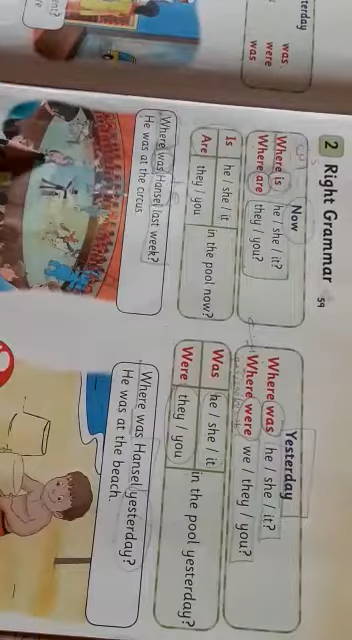 terday
was
were
was
ent?
re
2 Right Grammar 59
Now
Where is he / she / it?
Where are they / you?
Is he / she / it
Are they / you
in the pool now?
Where was Hansel last week?
He was at the circus.
Yesterday
Where was he / she / it?
Where were we / they / you?
Was he / she / it
Were they / you
in the pool yesterday?
Where was Hansel yesterday?
He was at the beach.